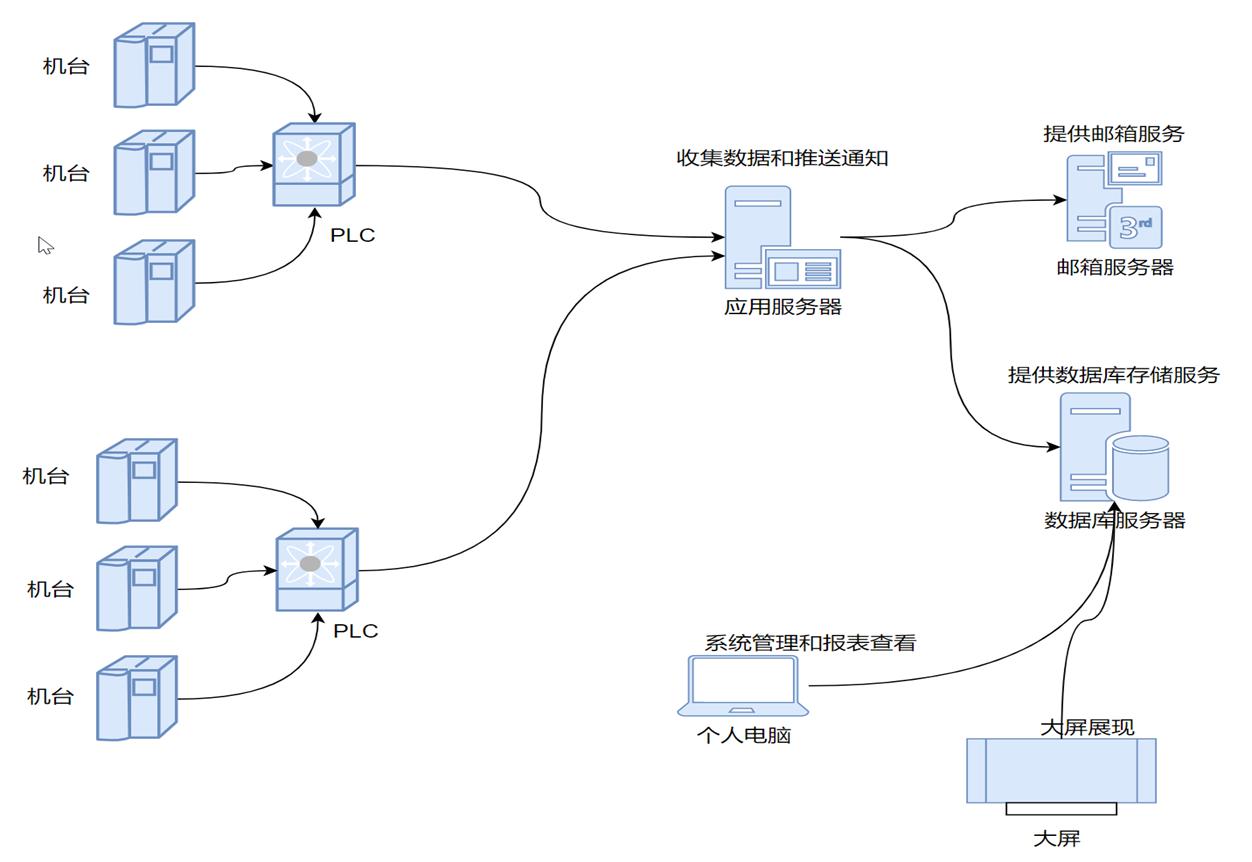 机台
机台
机台
PLC
收集数据和推送通知
应用服务器
提供邮箱服务
3rd
邮箱服务器
提供数据库存储服务
数据库服务器
机台
机台
机台
PLC
系统管理和报表查看
个人电脑
大屏展现
大屏